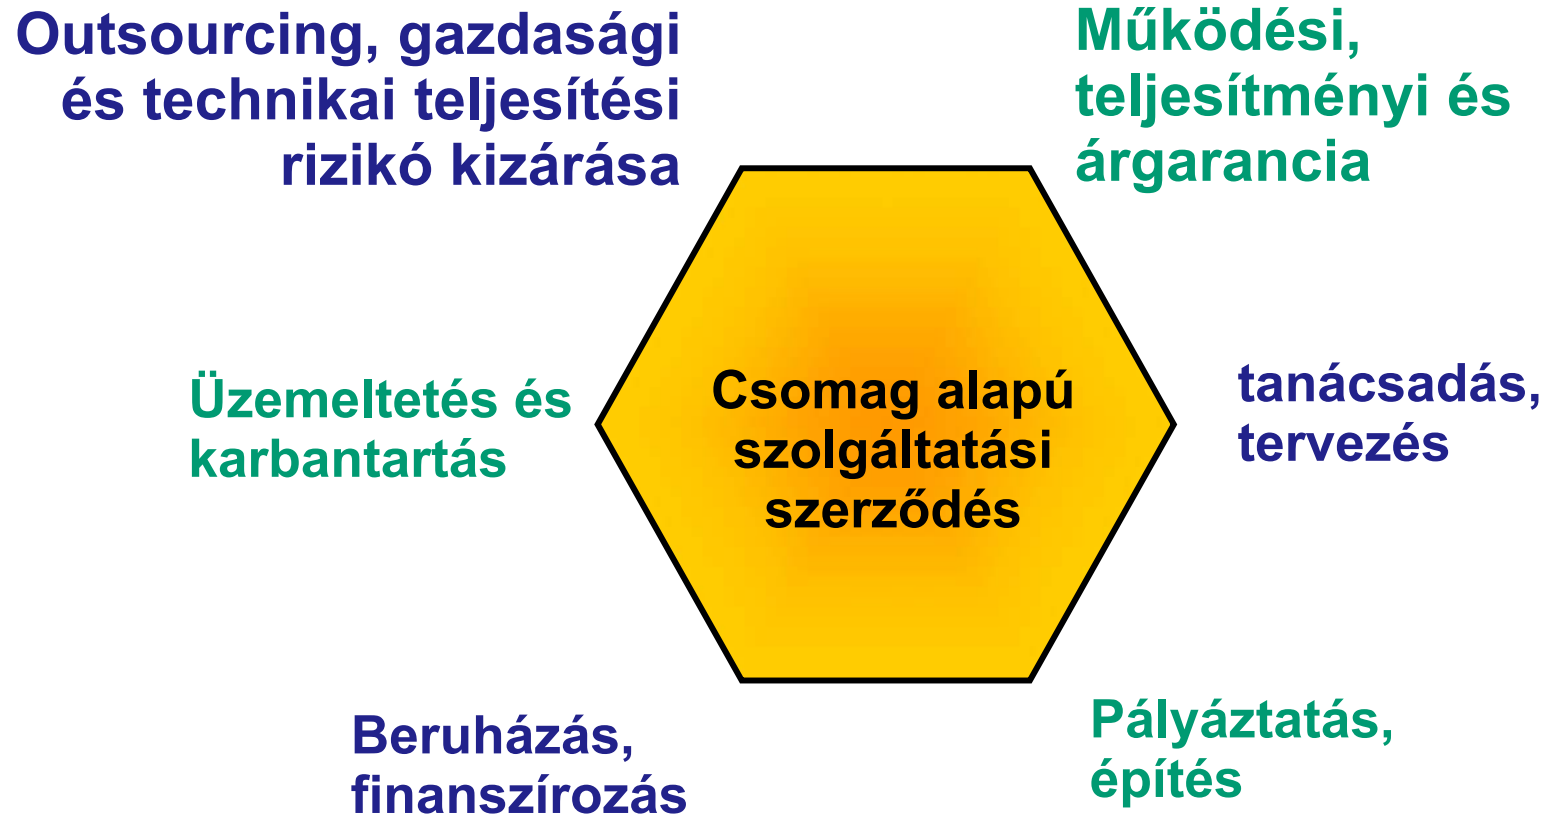 Outsourcing, gazdasági
és technikai teljesítési
rizikó kizárása
Működési,
teljesítményi és
árgarancia
Üzemeltetés és
karbantartás
Csomag alapú
szolgáltatási
szerződés
tanácsadás,
tervezés
Beruházás,
finanszírozás
Pályáztatás,
építés